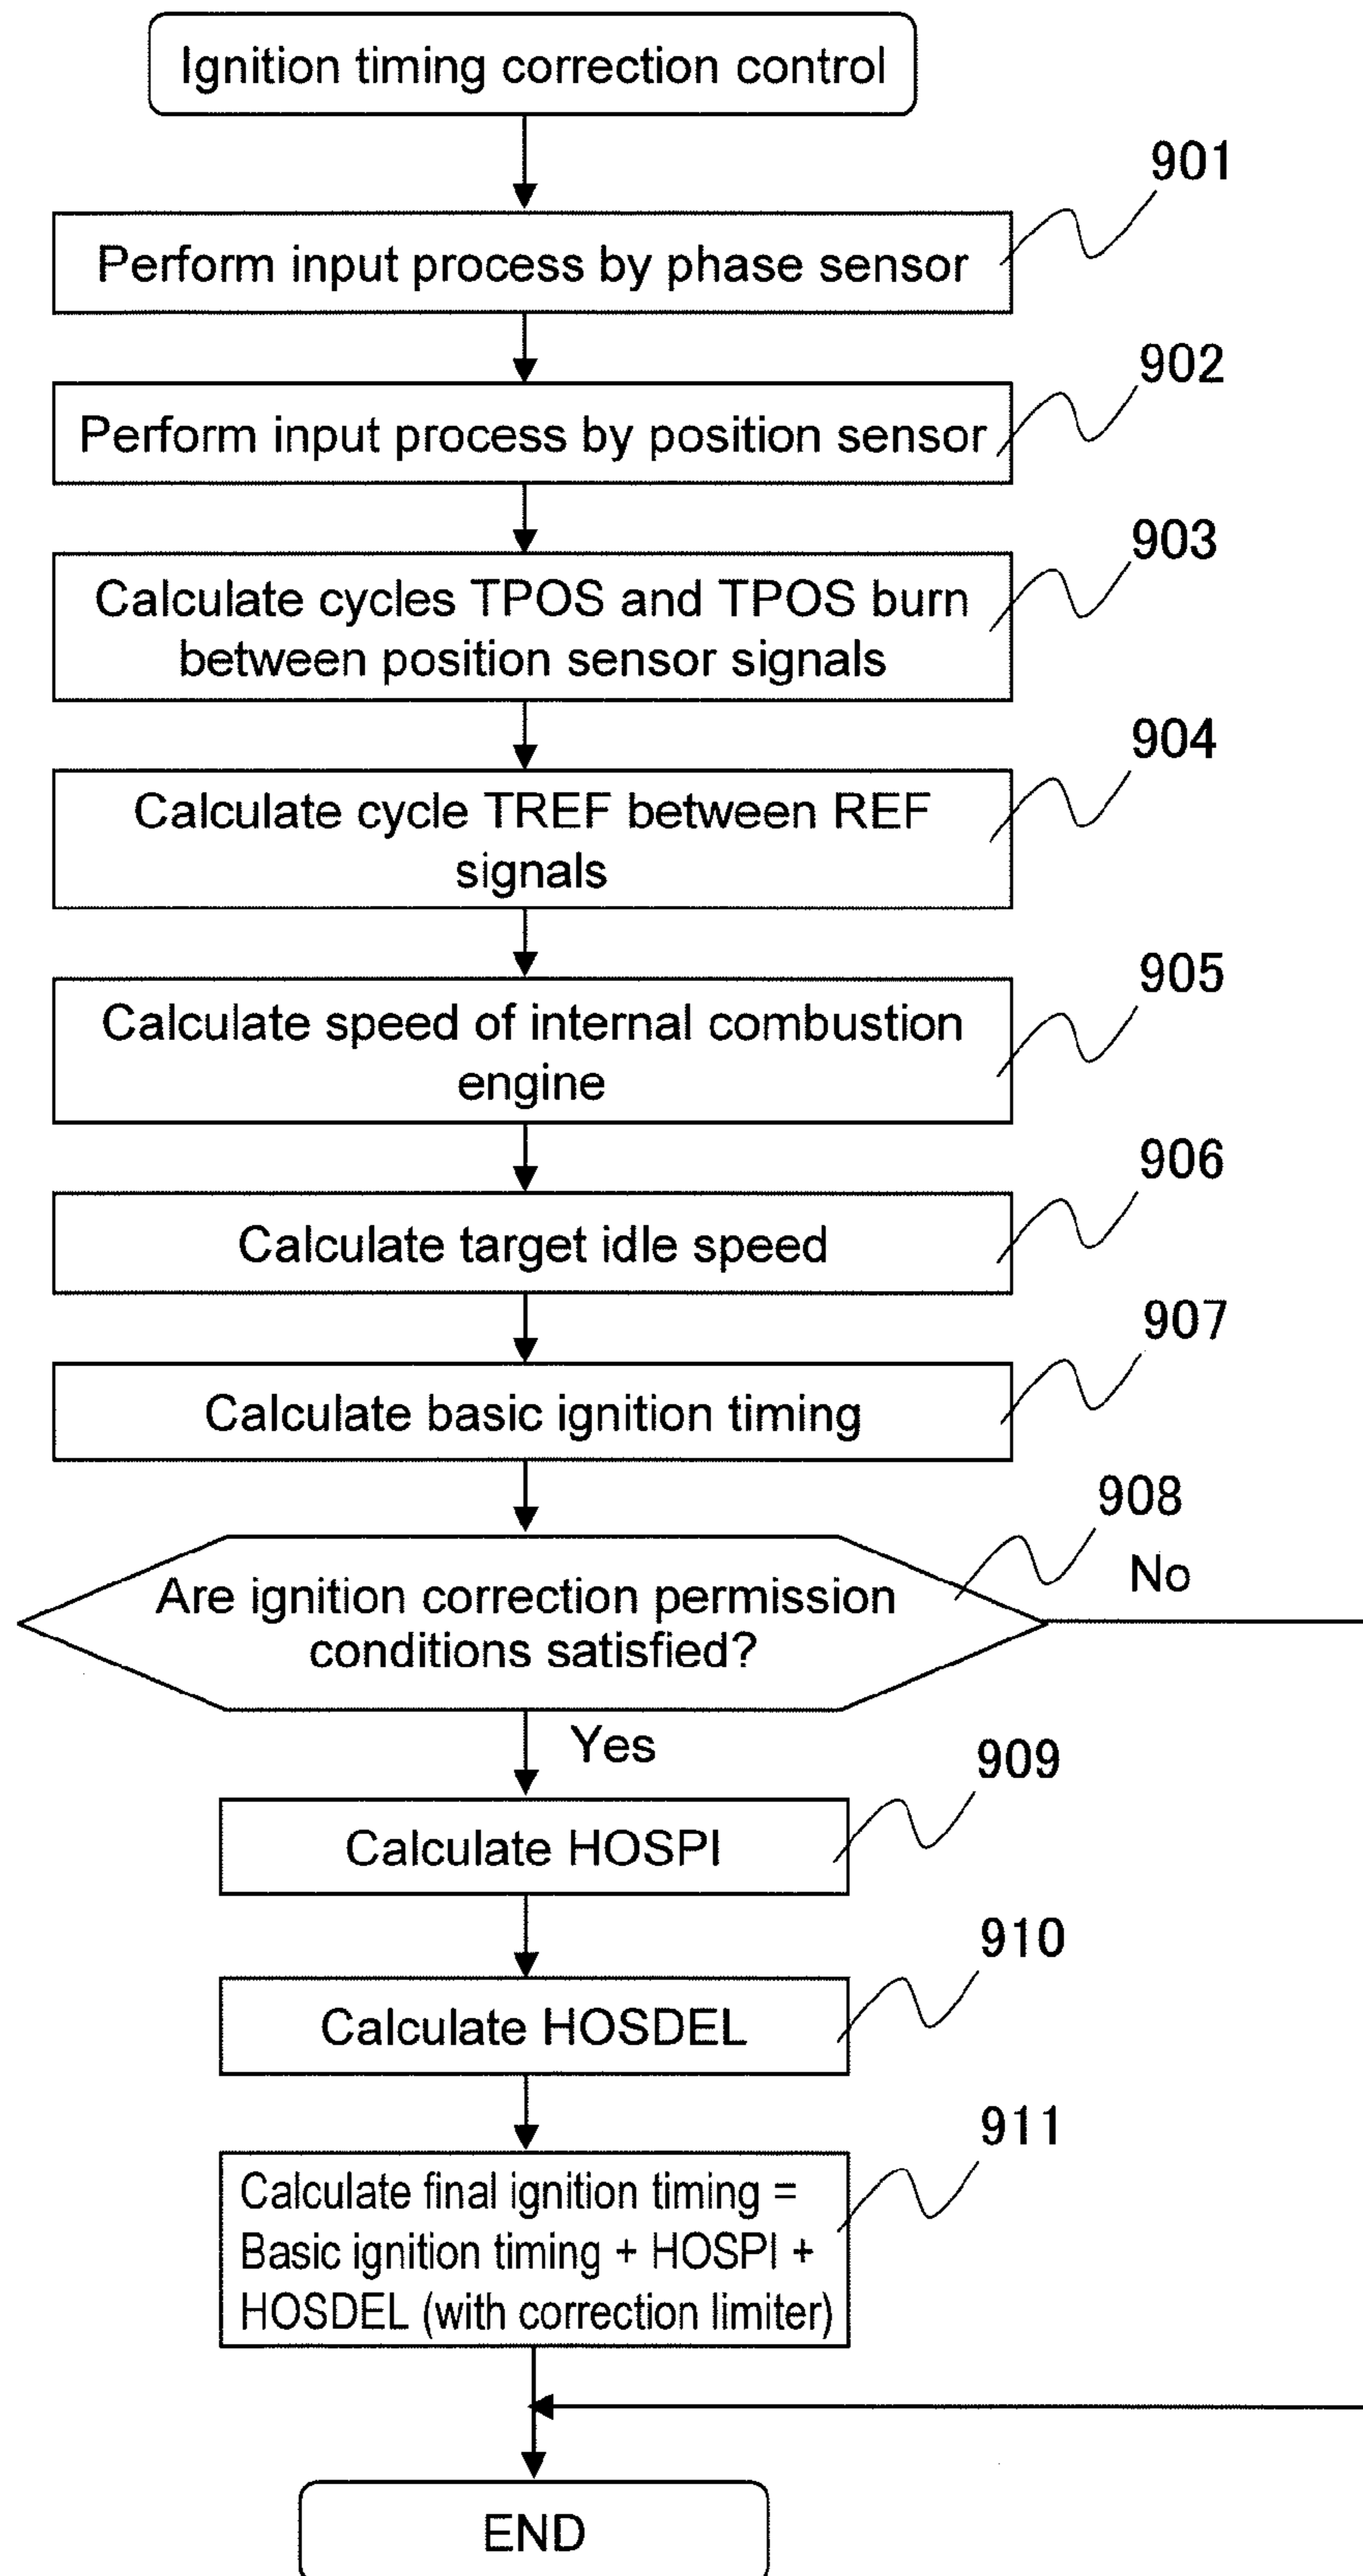 Ignition timing correction control
901
Perform input process by phase sensor
902
Perform input process by position sensor
903
Calculate cycles TPOS and TPOS burn
between position sensor signals
904
Calculate cycle TREF between REF
signals
905
Calculate speed of internal combustion
engine
906
Calculate target idle speed
907
Calculate basic ignition timing
908
No
Are ignition correction permission
conditions satisfied?
Yes
909
Calculate HOSPI
910
Calculate HOSDEL
911
Calculate final ignition timing =
Basic ignition timing + HOSPI +
HOSDEL (with correction limiter)
END